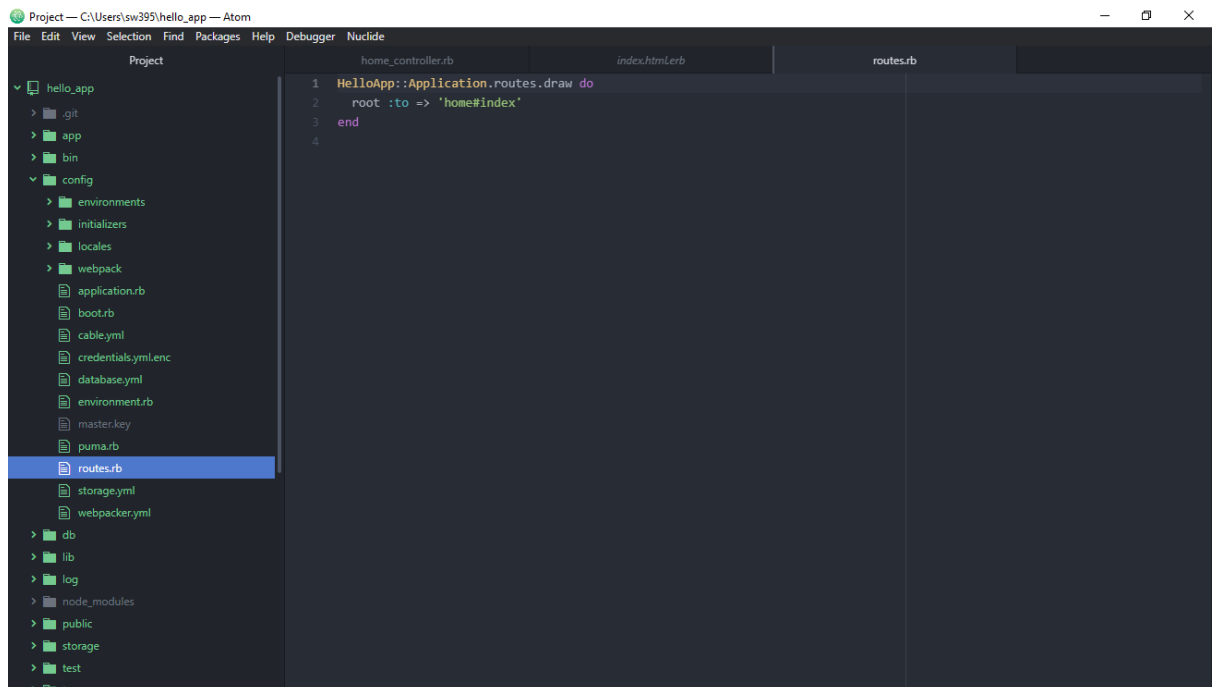 Project — C:\Users\sw395\hello_app — Atom
File Edit View Selection Find Packages Help Debugger Nuclide
Project
hello_app
.git
app
bin
config
environments
initializers
locales
webpack
application.rb
boot.rb
cable.yml
credentials.yml.enc
database.yml
environment.rb
master.key
puma.rb
routes.rb
storage.yml
webpacker.yml
db
lib
log
node_modules
public
storage
test
home_controller.rb index.html.erb routes.rb
1 HelloApp::Application.routes.draw do
2 root :to => 'home#index'
3 end
4